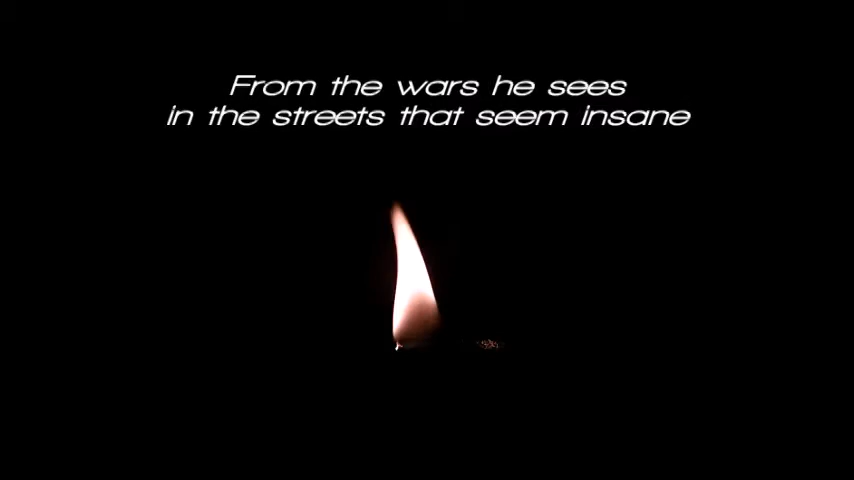 From the wars he sees
in the streets that seem insane